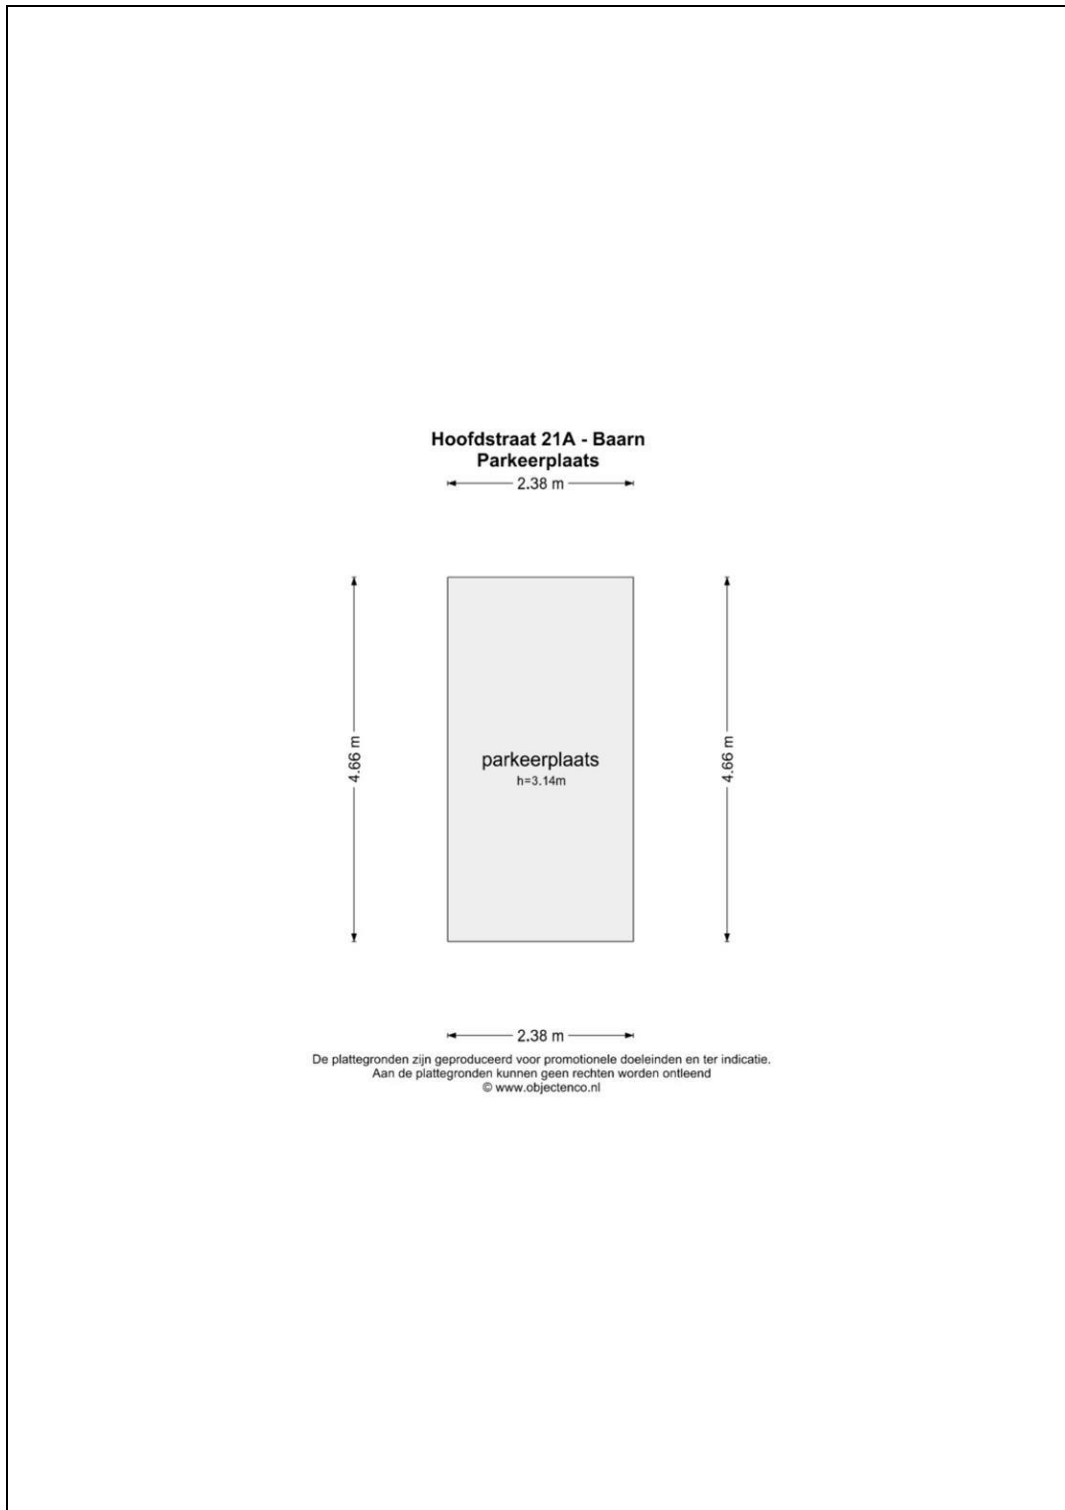 Hoofdstraat 21A - Baarn
Parkeerplaats
2.38 m
4.66 m
4.66 m
parkeerplaats
h=3.14m
2.38 m
De plattegronden zijn geproduceerd voor promotionele doeleinden en ter indicatie.
Aan de plattegronden kunnen geen rechten worden ontleend
© www.objectenco.nl